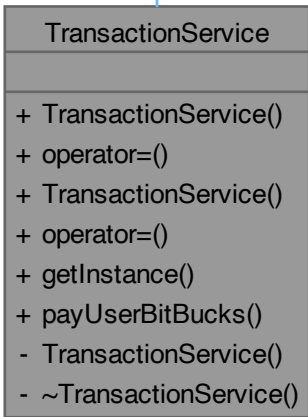 TransactionService
+ TransactionService()
+ operator=()
+ TransactionService()
+ operator=()
+ getInstance()
+ payUserBitBucks()
- TransactionService()
- ~TransactionService()